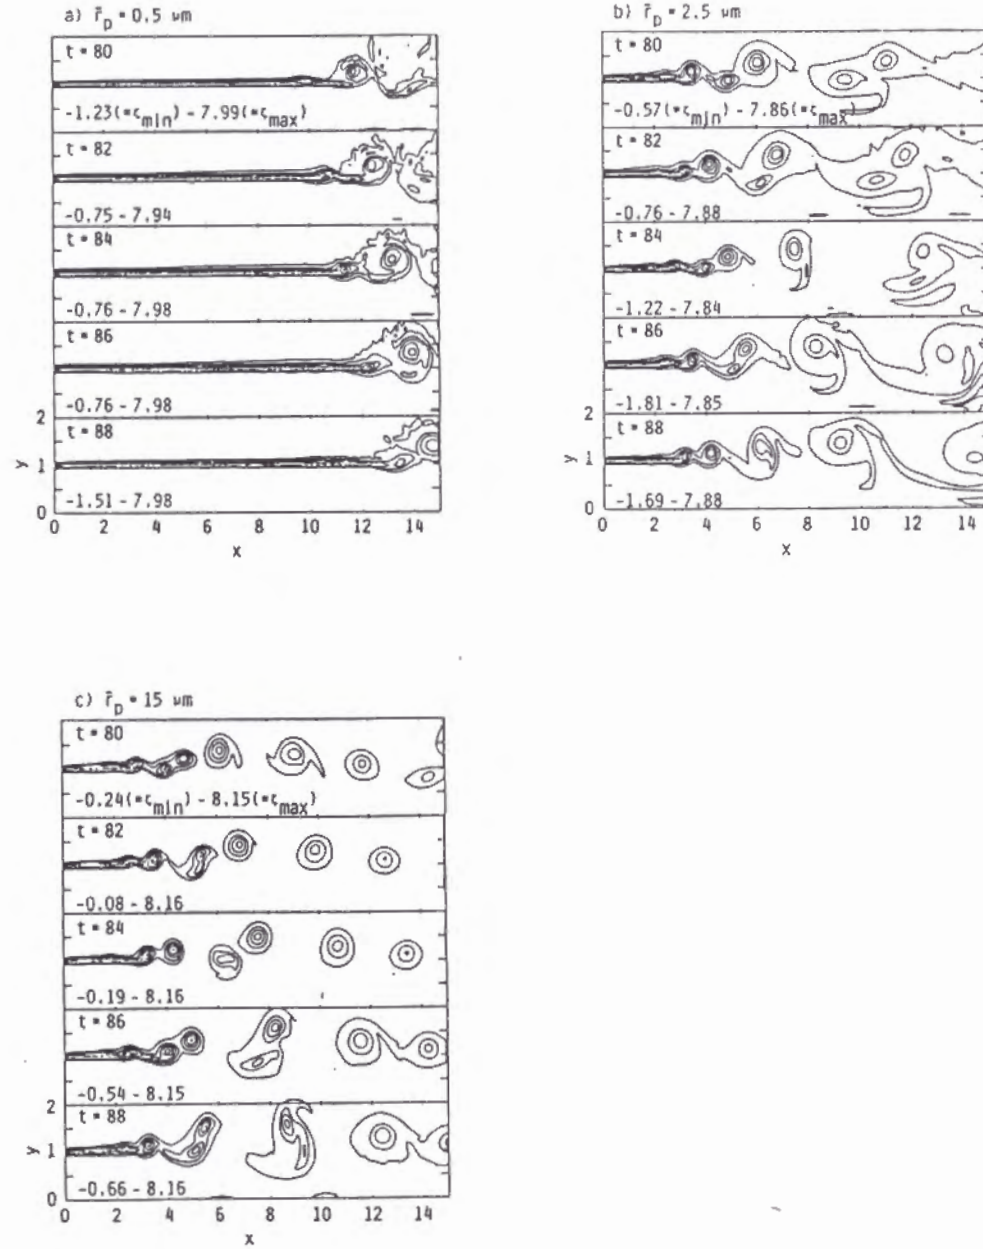 a) r̄p = 0.5 μm
t = 80
-1.23(=ζmin) - 7.99(=ζmax)
t = 82
-0.75 - 7.94
t = 84
-0.76 - 7.98
t = 86
-0.76 - 7.98
t = 88
-1.51 - 7.98
2
1
0
y
0 2 4 6 8 10 12 14
x
b) r̄p = 2.5 μm
t = 80
-0.57(=ζmin) - 7.86(=ζmax
t = 82
-0.76 - 7.88
t = 84
-1.22 - 7.84
t = 86
-1.81 - 7.85
t = 88
-1.69 - 7.88
2
1
0
y
0 2 4 6 8 10 12 14
x
c) r̄p = 15 μm
t = 80
-0.24(=ζmin) - 8.15(=ζmax)
t = 82
-0.08 - 8.16
t = 84
-0.19 - 8.16
t = 86
-0.54 - 8.15
t = 88
-0.66 - 8.16
2
1
0
y
0 2 4 6 8 10 12 14
x